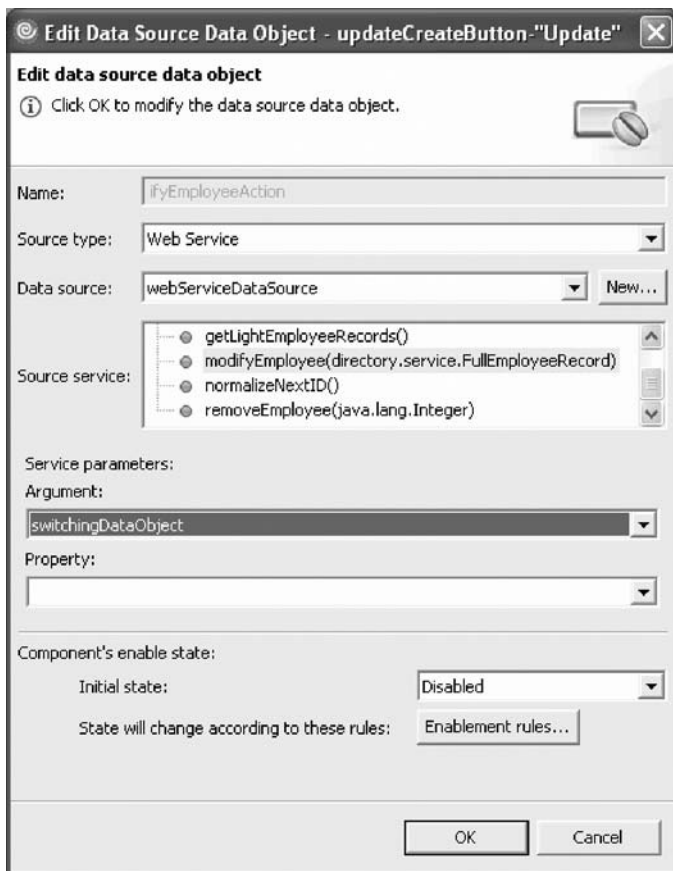 Edit Data Source Data Object - updateCreateButton-"Update"
Edit data source data object
Click OK to modify the data source data object.
Name: ifyEmployeeAction
Source type: Web Service
Data source: webServiceDataSource New...
Source service:
getLightEmployeeRecords()
modifyEmployee(directory.service.FullEmployeeRecord)
normalizeNextID()
removeEmployee(java.lang.Integer)
Service parameters:
Argument:
switchingDataObject
Property:
Component's enable state:
Initial state: Disabled
State will change according to these rules: Enablement rules...
OK Cancel